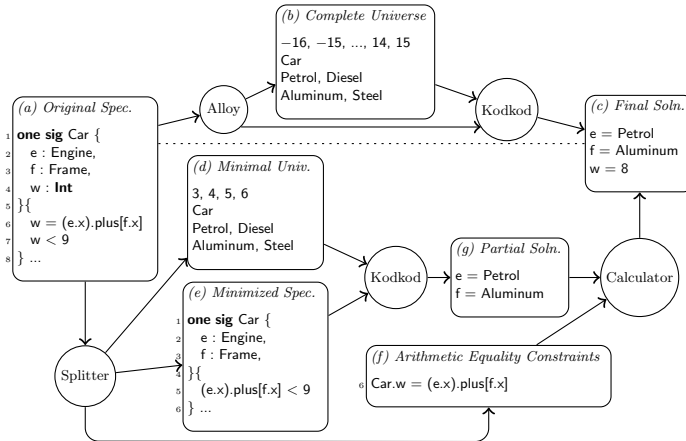 (b) Complete Universe
−16, −15, ..., 14, 15
Car
Petrol, Diesel
Aluminum, Steel
(a) Original Spec.
1 one sig Car {
2 e : Engine,
3 f : Frame,
4 w : Int
5 }{
6 w = (e.x).plus[f.x]
7 w < 9
8 } ...
Alloy
Kodkod
(c) Final Soln.
e = Petrol
f = Aluminum
w = 8
(d) Minimal Univ.
3, 4, 5, 6
Car
Petrol, Diesel
Aluminum, Steel
Kodkod
(g) Partial Soln.
e = Petrol
f = Aluminum
Calculator
(e) Minimized Spec.
1 one sig Car {
2 e : Engine,
3 f : Frame,
4 }{
5 (e.x).plus[f.x] < 9
6 } ...
Splitter
(f) Arithmetic Equality Constraints
6 Car.w = (e.x).plus[f.x]